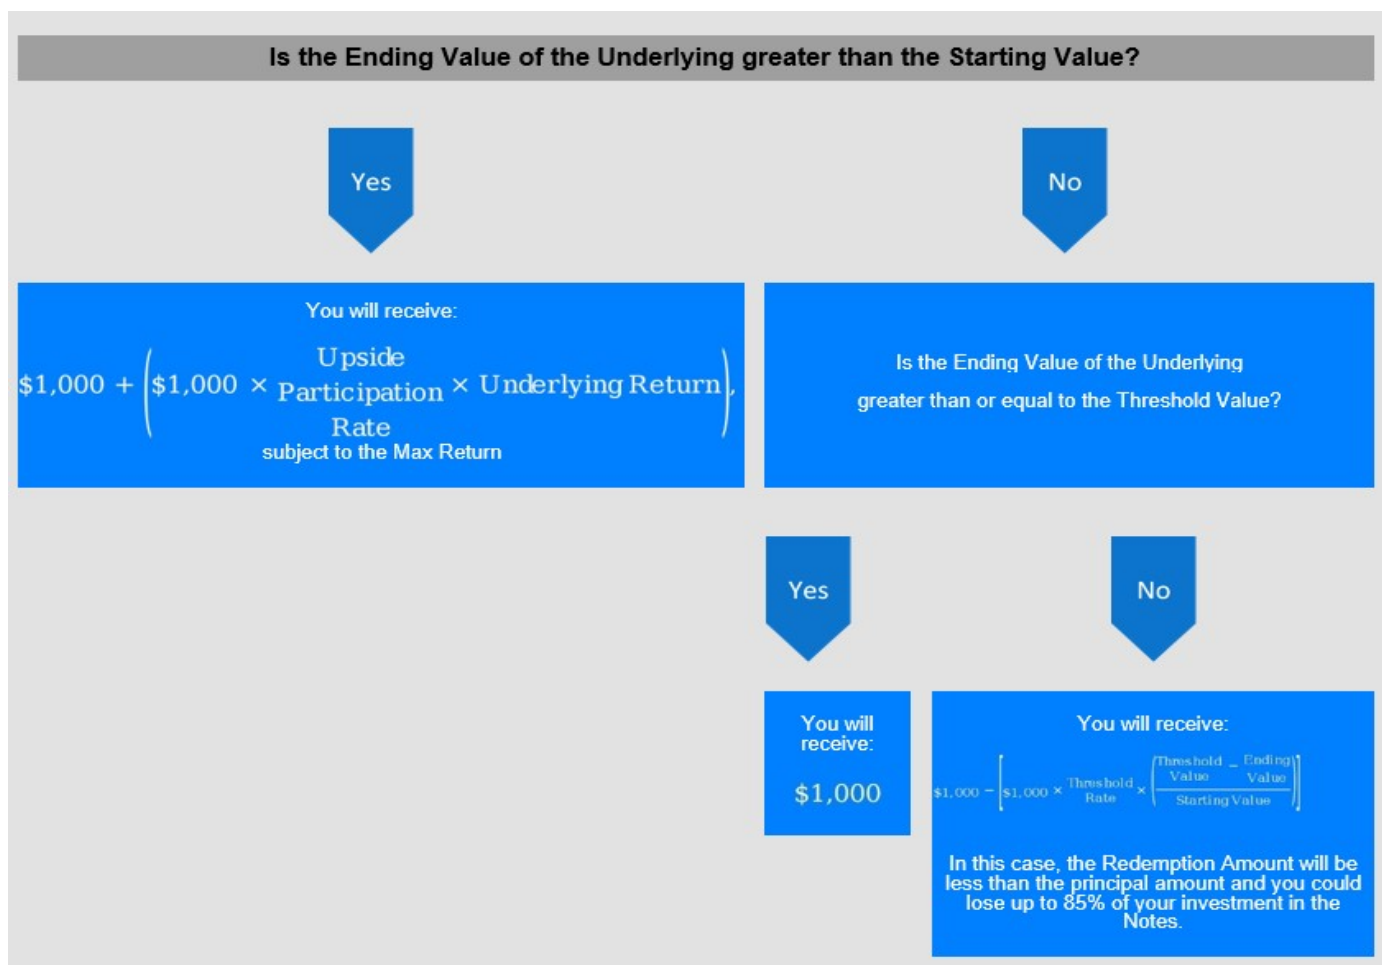 Is the Ending Value of the Underlying greater than the Starting Value?
Yes
No
You will receive:
$1,000 + ($1,000 × Upside Participation Rate × Underlying Return),
subject to the Max Return
Is the Ending Value of the Underlying
greater than or equal to the Threshold Value?
Yes
No
You will
receive:
$1,000
You will receive:
$1,000 − [$1,000 × Threshold Rate × ((Threshold Value − Ending Value) / Starting Value)]
In this case, the Redemption Amount will be
less than the principal amount and you could
lose up to 85% of your investment in the
Notes.